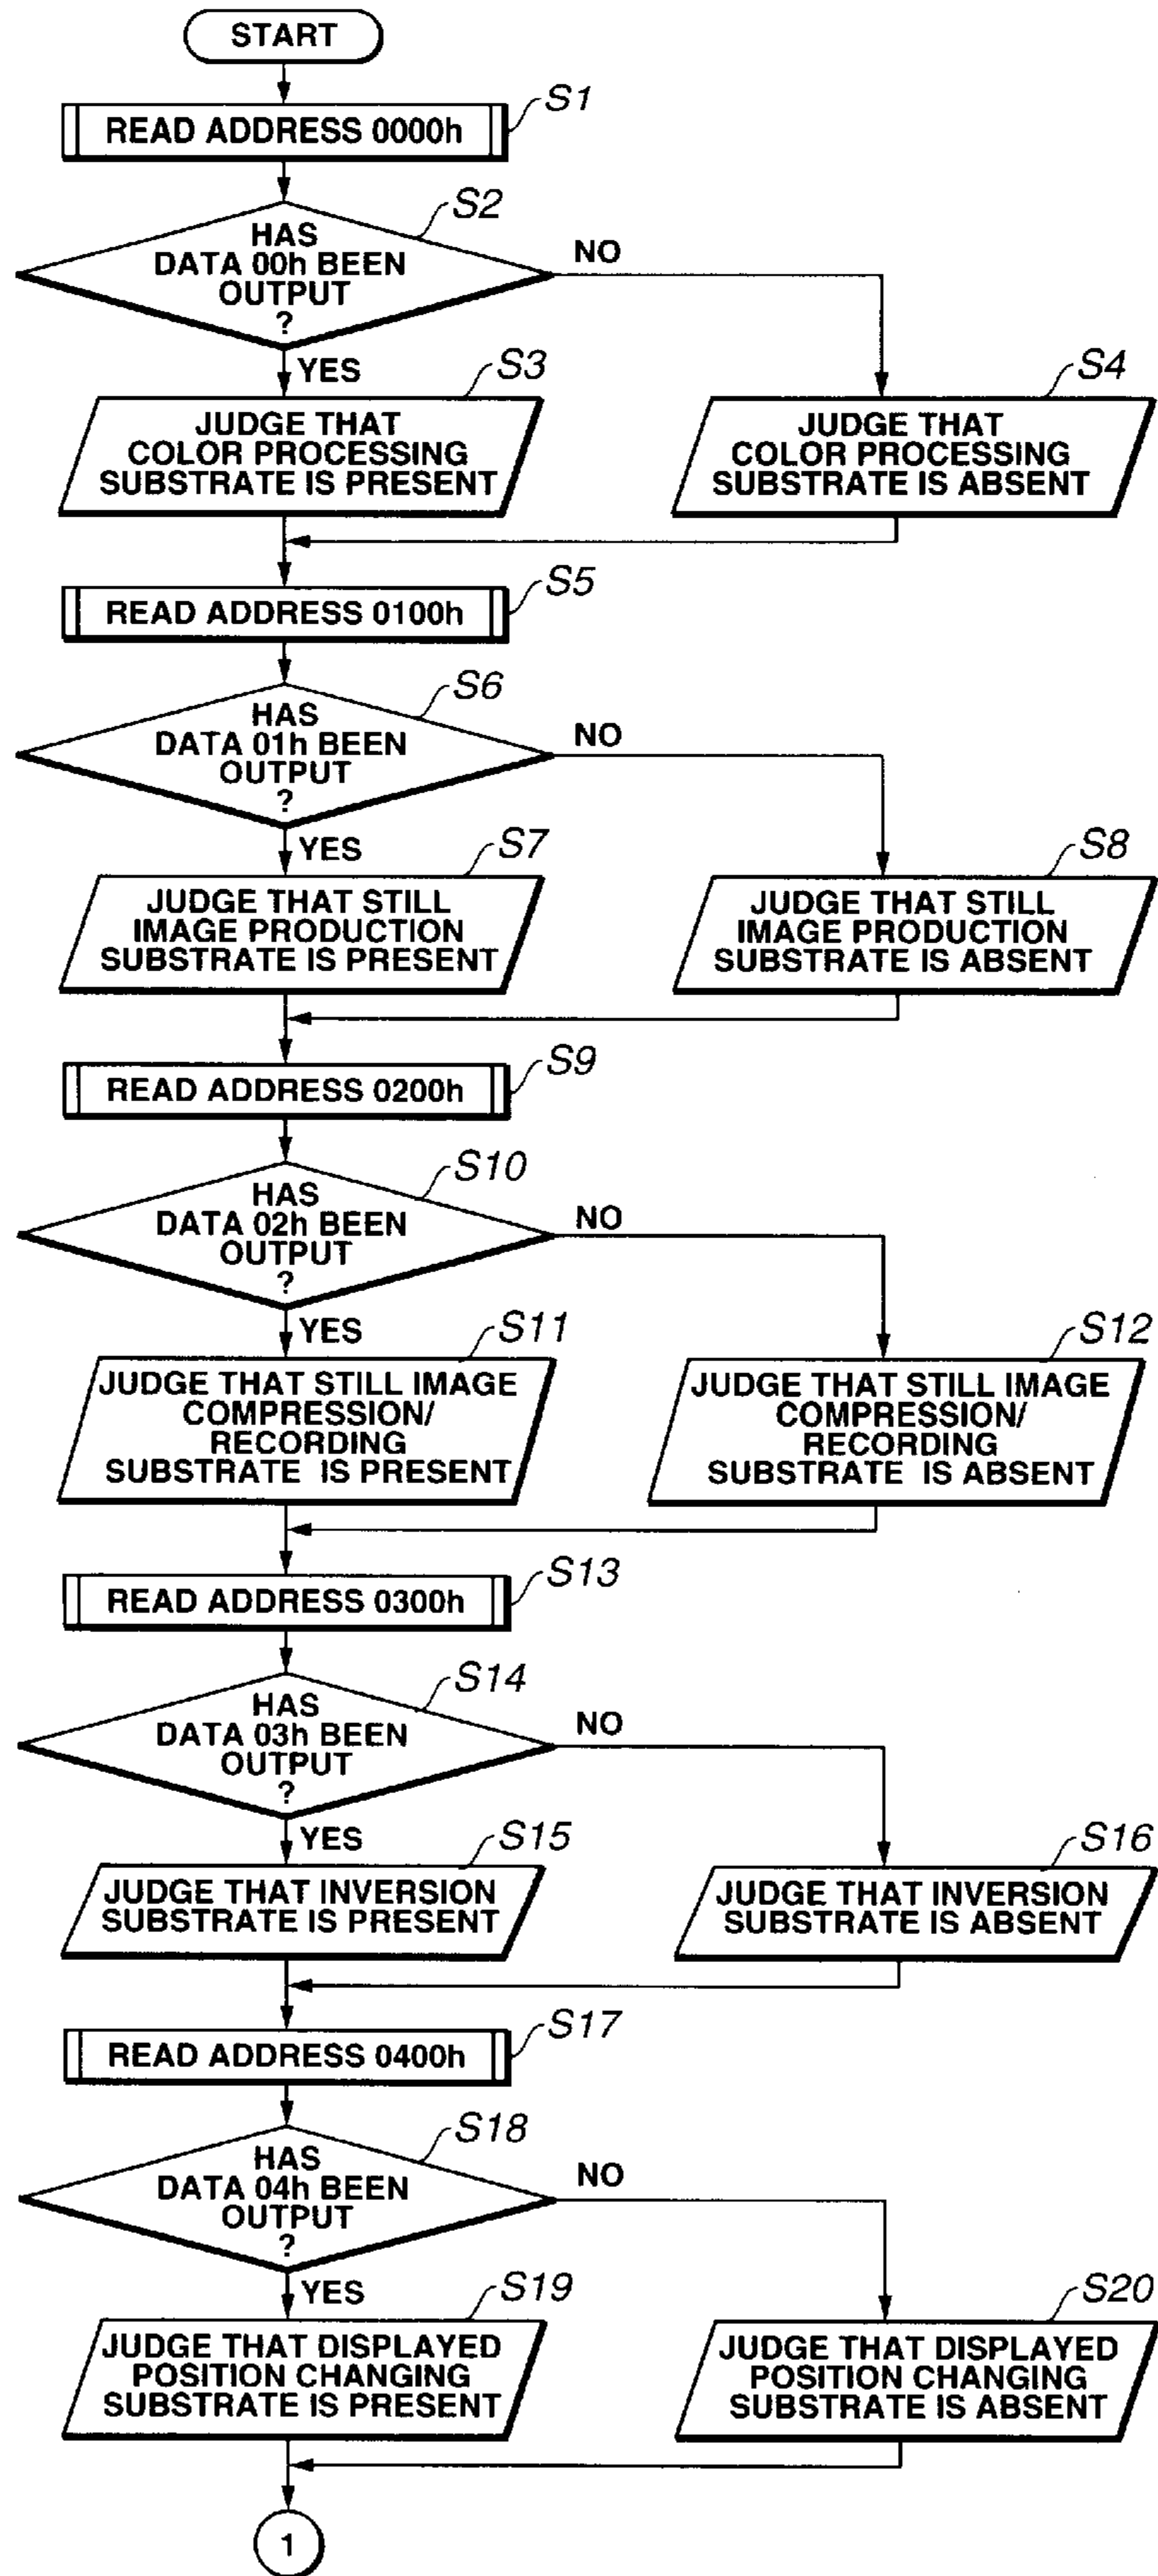 START
S1
READ ADDRESS 0000h
S2
HAS
DATA 00h BEEN
OUTPUT
?
NO
YES
S3
JUDGE THAT
COLOR PROCESSING
SUBSTRATE IS PRESENT
S4
JUDGE THAT
COLOR PROCESSING
SUBSTRATE IS ABSENT
S5
READ ADDRESS 0100h
S6
HAS
DATA 01h BEEN
OUTPUT
?
NO
YES
S7
JUDGE THAT STILL
IMAGE PRODUCTION
SUBSTRATE IS PRESENT
S8
JUDGE THAT STILL
IMAGE PRODUCTION
SUBSTRATE IS ABSENT
S9
READ ADDRESS 0200h
S10
HAS
DATA 02h BEEN
OUTPUT
?
NO
YES
S11
JUDGE THAT STILL IMAGE
COMPRESSION/
RECORDING
SUBSTRATE IS PRESENT
S12
JUDGE THAT STILL IMAGE
COMPRESSION/
RECORDING
SUBSTRATE IS ABSENT
S13
READ ADDRESS 0300h
S14
HAS
DATA 03h BEEN
OUTPUT
?
NO
YES
S15
JUDGE THAT INVERSION
SUBSTRATE IS PRESENT
S16
JUDGE THAT INVERSION
SUBSTRATE IS ABSENT
S17
READ ADDRESS 0400h
S18
HAS
DATA 04h BEEN
OUTPUT
?
NO
YES
S19
JUDGE THAT DISPLAYED
POSITION CHANGING
SUBSTRATE IS PRESENT
S20
JUDGE THAT DISPLAYED
POSITION CHANGING
SUBSTRATE IS ABSENT
1